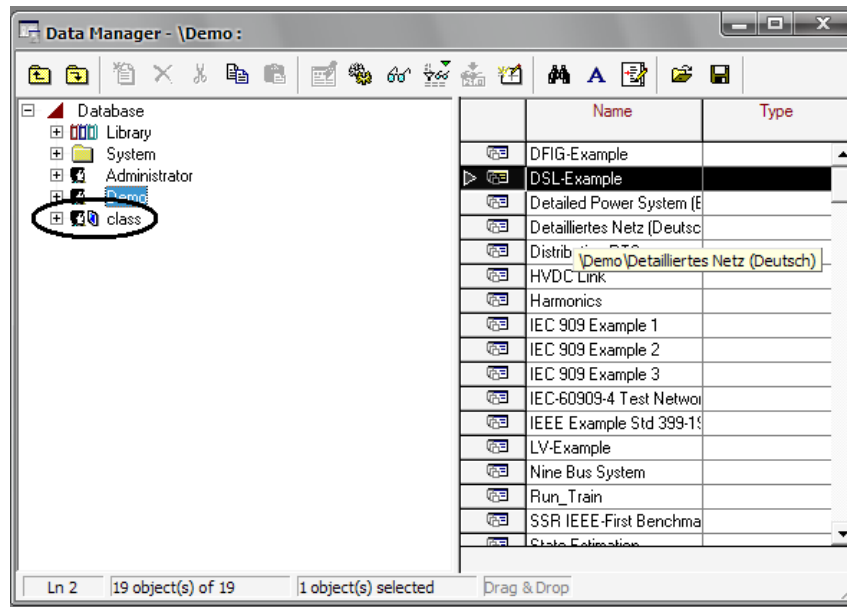 Data Manager - \Demo :
Database
Library
System
Administrator
Demo
class
Name Type
DFIG-Example
DSL-Example
Detailed Power System (E
Detailliertes Netz (Deutsc
Distrib
\Demo\Detailliertes Netz (Deutsch)
HVDC Link
Harmonics
IEC 909 Example 1
IEC 909 Example 2
IEC 909 Example 3
IEC-60909-4 Test Networ
IEEE Example Std 399-19
LV-Example
Nine Bus System
Run_Train
SSR IEEE-First Benchma
State Estimation
Ln 2 19 object(s) of 19 1 object(s) selected Drag & Drop